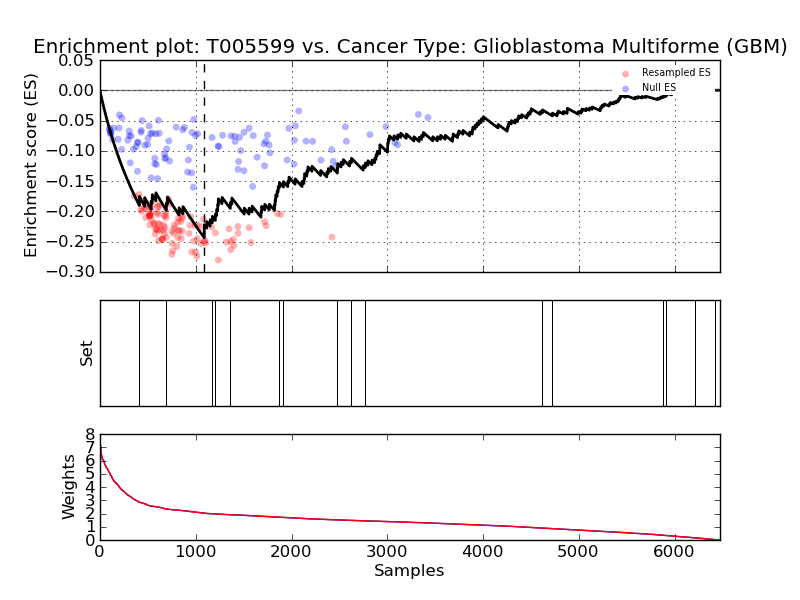 Enrichment plot: T005599 vs. Cancer Type: Glioblastoma Multiforme (GBM)
Enrichment score (ES)
0.05
0.00
−0.05
−0.10
−0.15
−0.20
−0.25
−0.30
Resampled ES
Null ES
Set
Weights
8
7
6
5
4
3
2
1
0
0 1000 2000 3000 4000 5000 6000
Samples